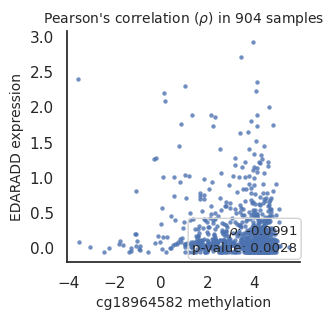 Pearson's correlation (ρ) in 904 samples
3.0
2.5
2.0
1.5
1.0
0.5
0.0
EDARADD expression
ρ: -0.0991
p-value: 0.0028
−4 −2 0 2 4
cg18964582 methylation